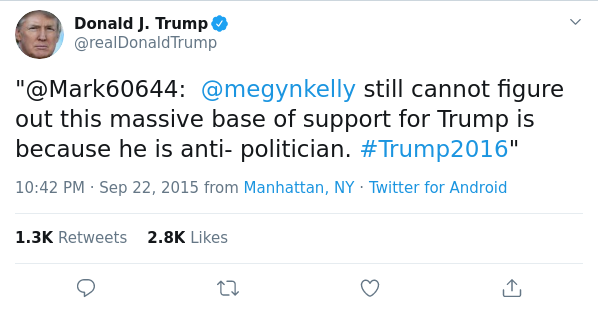 Donald J. Trump
@realDonaldTrump
"@Mark60644:  @megynkelly still cannot figure
out this massive base of support for Trump is
because he is anti- politician. #Trump2016"
10:42 PM · Sep 22, 2015 from Manhattan, NY · Twitter for Android
1.3K Retweets 2.8K Likes